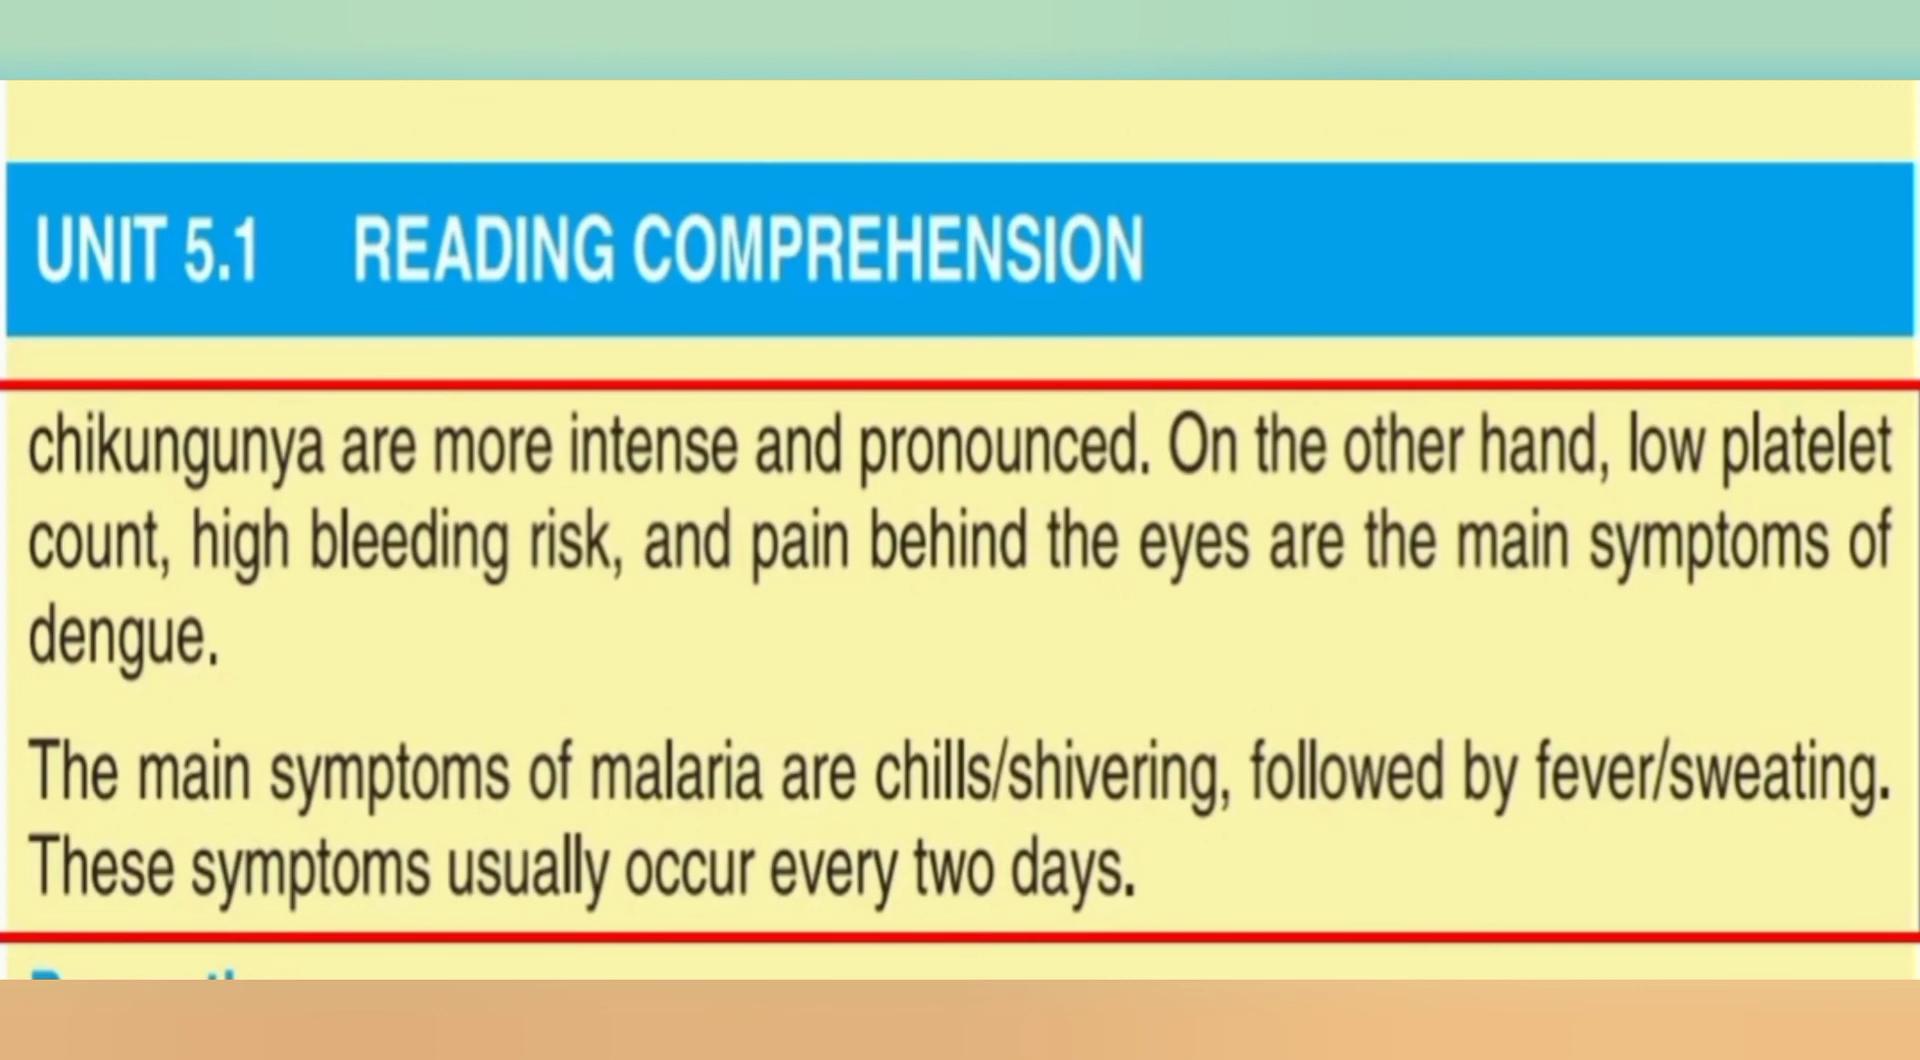 UNIT 5.1 READING COMPREHENSION
chikungunya are more intense and pronounced. On the other hand, low platelet
count, high bleeding risk, and pain behind the eyes are the main symptoms of
dengue.
The main symptoms of malaria are chills/shivering, followed by fever/sweating.
These symptoms usually occur every two days.